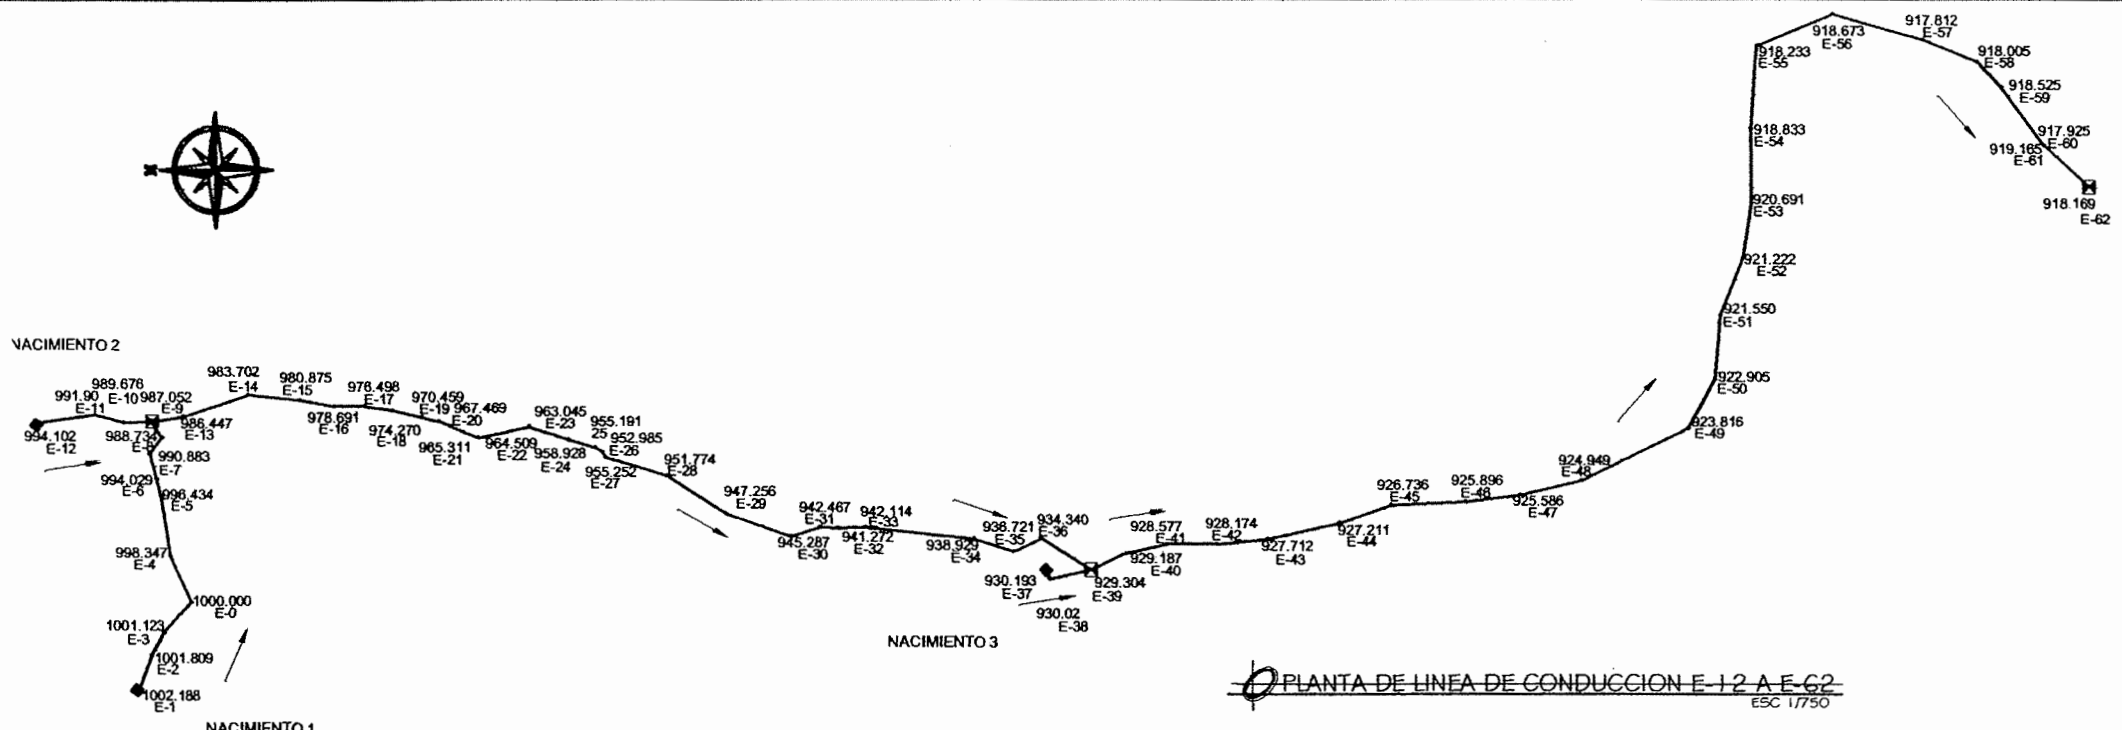 NACIMIENTO 2
994.102
E-12
991.90
E-11
989.676
E-10
987.052
E-9
988.734
E-8
986.447
E-13
990.883
E-7
994.029
E-6
996.434
E-5
998.347
E-4
1000.000
E-0
1001.123
E-3
1001.809
E-2
1002.188
E-1
NACIMIENTO 1
983.702
E-14
980.875
E-15
978.691
E-16
976.498
E-17
974.270
E-18
970.459
E-19
967.469
E-20
965.311
E-21
964.509
E-22
963.045
E-23
958.928
E-24
955.191
25
952.985
E-26
955.252
E-27
951.774
E-28
947.256
E-29
945.287
E-30
942.467
E-31
941.272
E-32
942.114
E-33
938.929
E-34
936.721
E-35
934.340
E-36
930.193
E-37
930.02
E-38
929.304
E-39
NACIMIENTO 3
929.187
E-40
928.577
E-41
928.174
E-42
927.712
E-43
927.211
E-44
926.736
E-45
925.896
E-46
925.586
E-47
924.949
E-48
923.816
E-49
922.905
E-50
921.550
E-51
921.222
E-52
920.691
E-53
918.833
E-54
918.233
E-55
918.673
E-56
917.812
E-57
918.005
E-58
918.525
E-59
917.925
E-60
919.165
E-61
918.169
E-62
PLANTA DE LINEA DE CONDUCCION E-12 A E-62
ESC 1/750